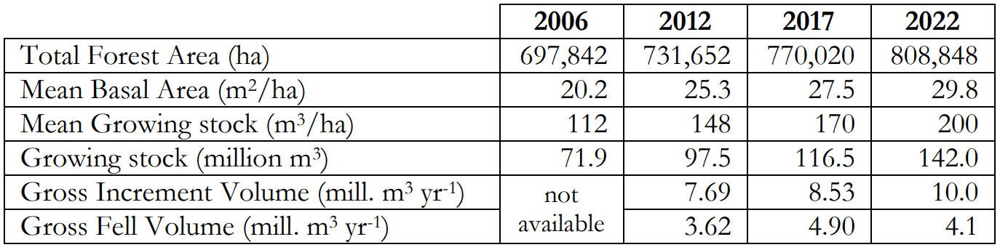 2006 2012 2017 2022
Total Forest Area (ha) 697,842 731,652 770,020 808,848
Mean Basal Area (m²/ha) 20.2 25.3 27.5 29.8
Mean Growing stock (m³/ha) 112 148 170 200
Growing stock (million m³) 71.9 97.5 116.5 142.0
Gross Increment Volume (mill. m³ yr⁻¹) not available 7.69 8.53 10.0
Gross Fell Volume (mill. m³ yr⁻¹) 3.62 4.90 4.1